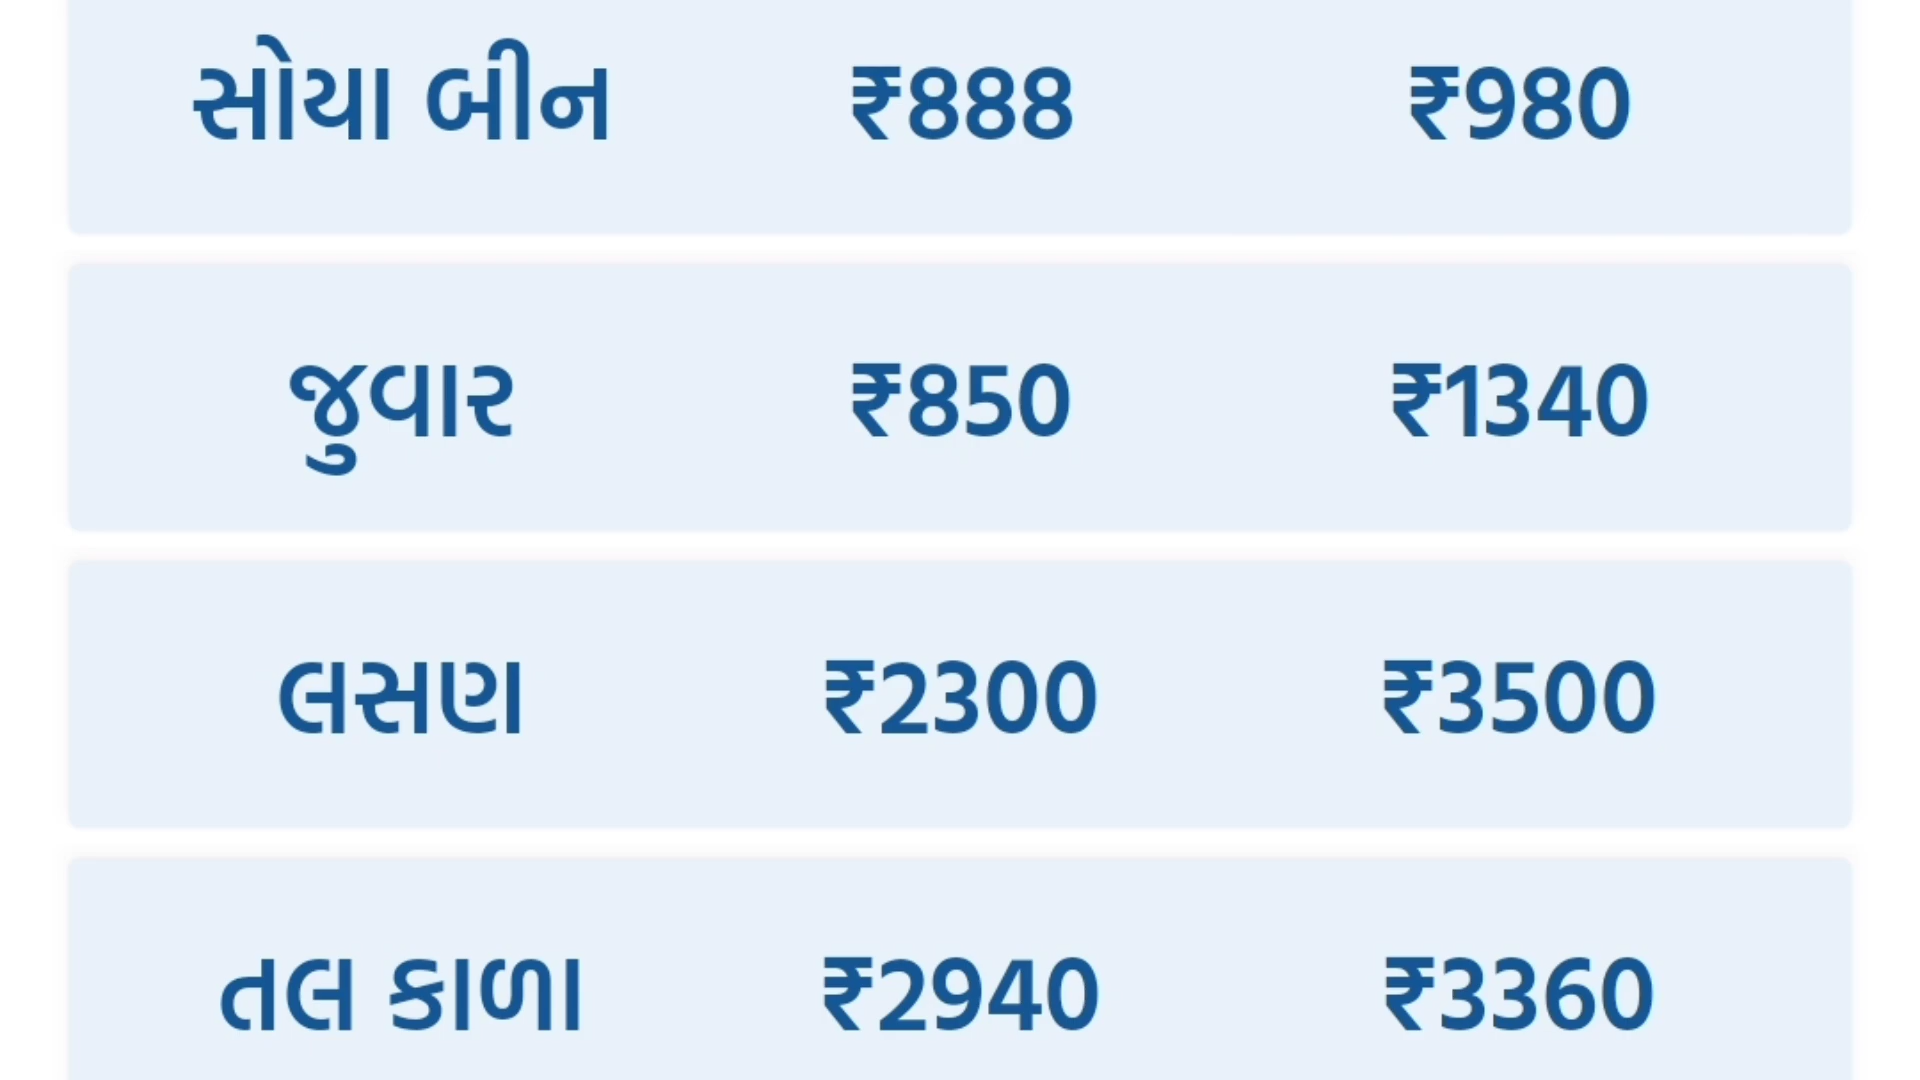 સોયા બીન ₹888 ₹980
જુવાર ₹850 ₹1340
લસણ ₹2300 ₹3500
તલ કાળા ₹2940 ₹3360